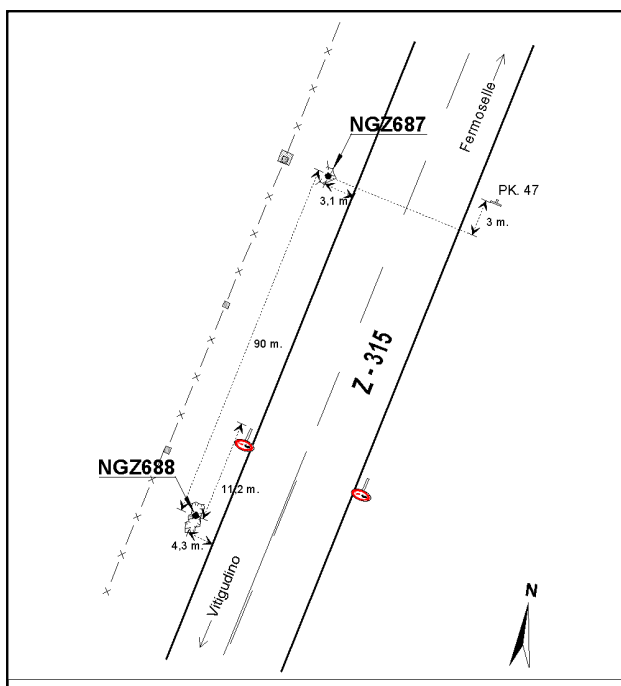 NGZ687
Fermoselle
PK. 47
3,1 m.
3 m.
90 m.
Z - 315
NGZ688
11,2 m.
4,3 m.
Vitigudino
N